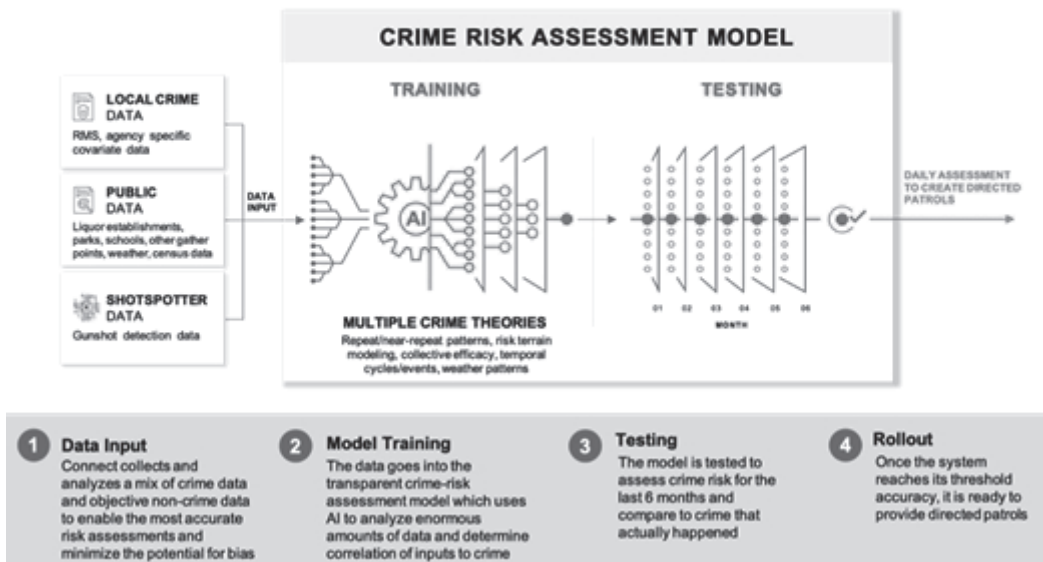 CRIME RISK ASSESSMENT MODEL
LOCAL CRIME
DATA
RMS, agency specific
covariate data
PUBLIC
DATA
Liquor establishments,
parks, schools, other gather
points, weather, census data
SHOTSPOTTER
DATA
Gunshot detection data
DATA
INPUT
TRAINING
AI
MULTIPLE CRIME THEORIES
Repeat/near-repeat patterns, risk terrain
modeling, collective efficacy, temporal
cycles/events, weather patterns
TESTING
01 02 03 04 05 06
MONTH
DAILY ASSESSMENT
TO CREATE DIRECTED
PATROLS
1 Data Input
Connect collects and
analyzes a mix of crime data
and objective non-crime data
to enable the most accurate
risk assessments and
minimize the potential for bias
2 Model Training
The data goes into the
transparent crime-risk
assessment model which uses
AI to analyze enormous
amounts of data and determine
correlation of inputs to crime
3 Testing
The model is tested to
assess crime risk for the
last 6 months and
compare to crime that
actually happened
4 Rollout
Once the system
reaches its threshold
accuracy, it is ready to
provide directed patrols